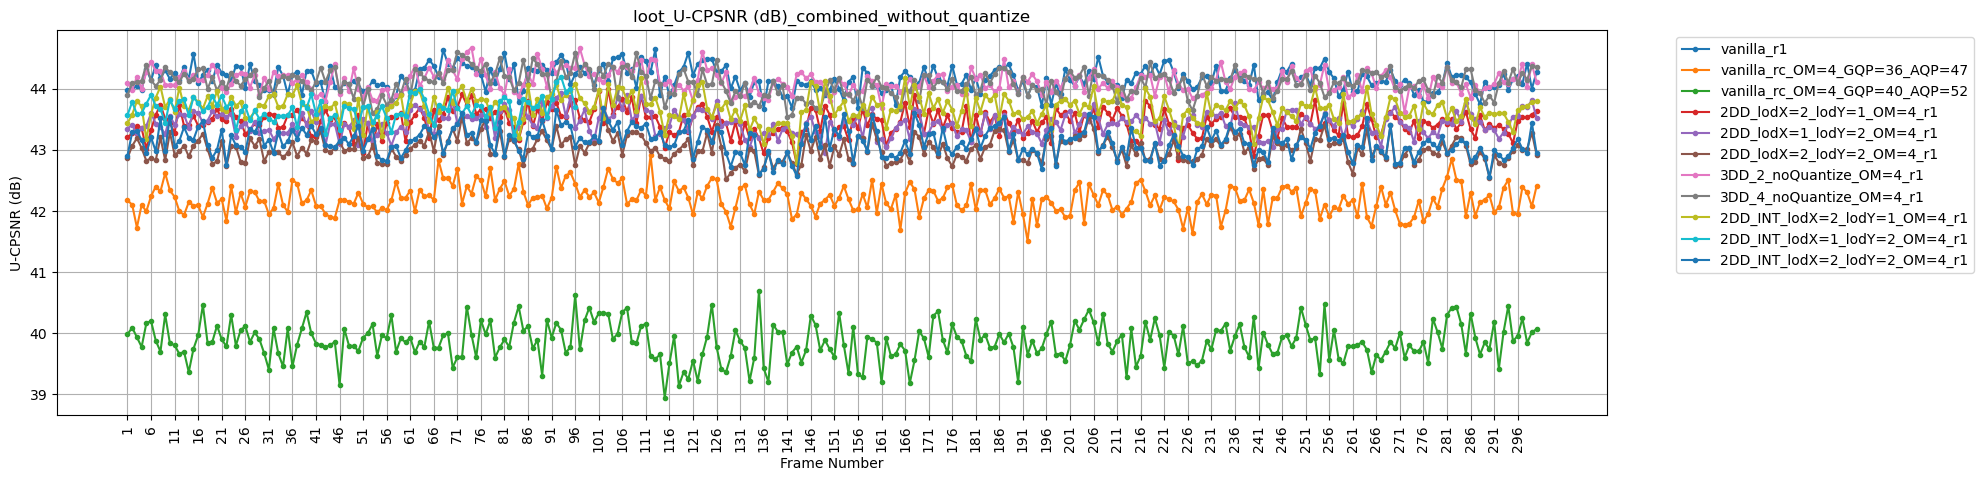 loot_U-CPSNR (dB)_combined_without_quantize
U-CPSNR (dB)
44
43
42
41
40
39
1 6 11 16 21 26 31 36 41 46 51 56 61 66 71 76 81 86 91 96 101 106 111 116 121 126 131 136 141 146 151 156 161 166 171 176 181 186 191 196 201 206 211 216 221 226 231 236 241 246 251 256 261 266 271 276 281 286 291 296
Frame Number
vanilla_r1
vanilla_rc_OM=4_GQP=36_AQP=47
vanilla_rc_OM=4_GQP=40_AQP=52
2DD_lodX=2_lodY=1_OM=4_r1
2DD_lodX=1_lodY=2_OM=4_r1
2DD_lodX=2_lodY=2_OM=4_r1
3DD_2_noQuantize_OM=4_r1
3DD_4_noQuantize_OM=4_r1
2DD_INT_lodX=2_lodY=1_OM=4_r1
2DD_INT_lodX=1_lodY=2_OM=4_r1
2DD_INT_lodX=2_lodY=2_OM=4_r1